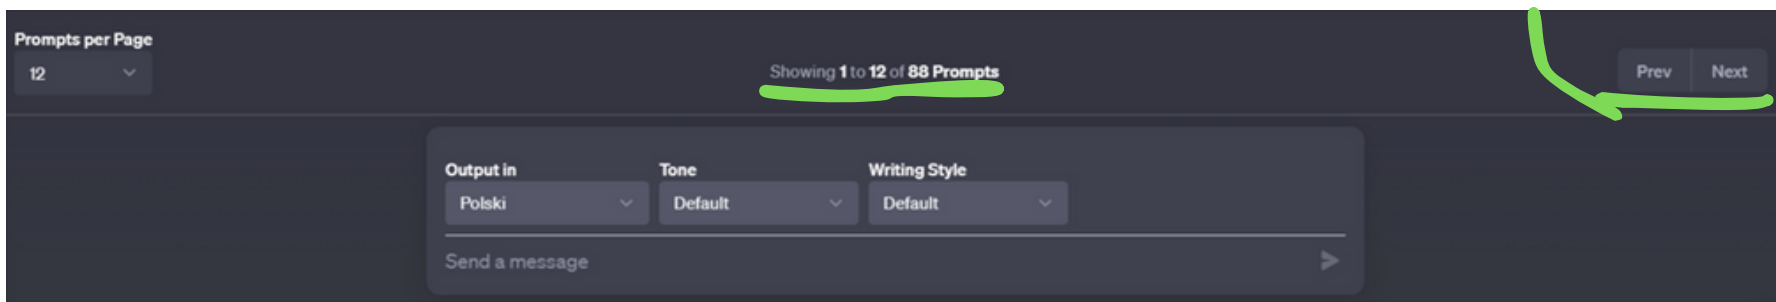 Prompts per Page
12
Showing 1 to 12 of 88 Prompts
Prev Next
Output in Tone Writing Style
Polski Default Default
Send a message